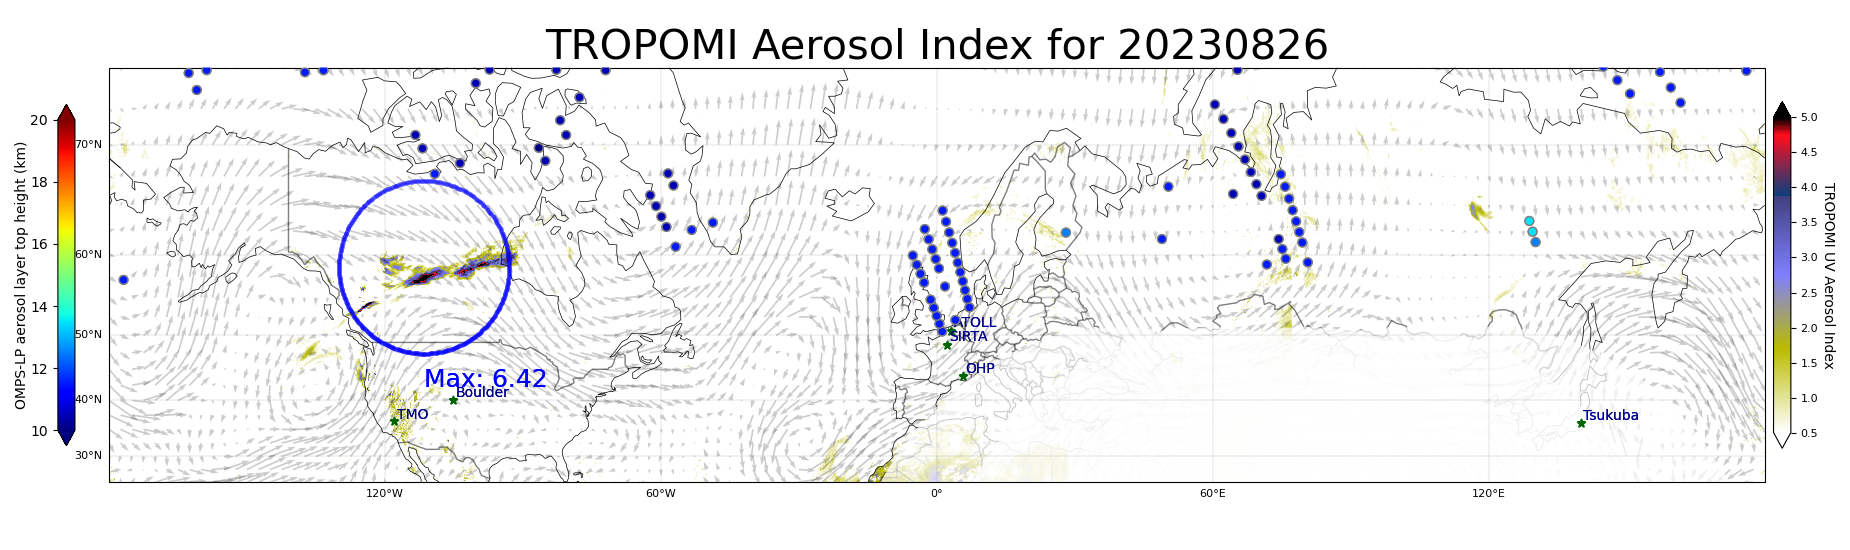 TROPOMI Aerosol Index for 20230826
20
18
16
14
12
10
OMPS-LP aerosol layer top height (km)
70°N
60°N
50°N
40°N
30°N
120°W
60°W
0°
60°E
120°E
Max: 6.42
Boulder
TMO
ATOLL
SIRTA
OHP
Tsukuba
5.0
4.5
4.0
3.5
3.0
2.5
2.0
1.5
1.0
0.5
TROPOMI UV Aerosol Index